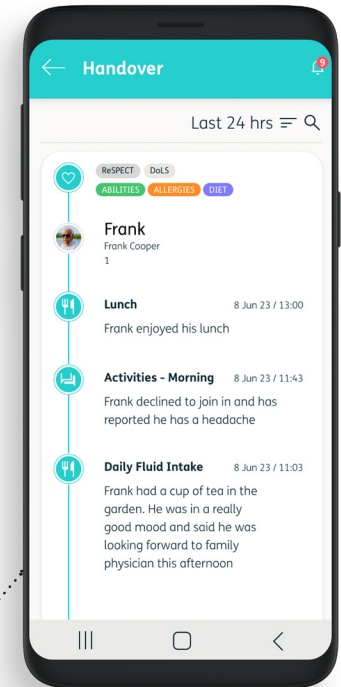 Handover
9
Last 24 hrs
ReSPECT DoLS
ABILITIES ALLERGIES DIET
Frank
Frank Cooper
1
Lunch 8 Jun 23 / 13:00
Frank enjoyed his lunch
Activities - Morning 8 Jun 23 / 11:43
Frank declined to join in and has
reported he has a headache
Daily Fluid Intake 8 Jun 23 / 11:03
Frank had a cup of tea in the
garden. He was in a really
good mood and said he was
looking forward to family
physician this afternoon